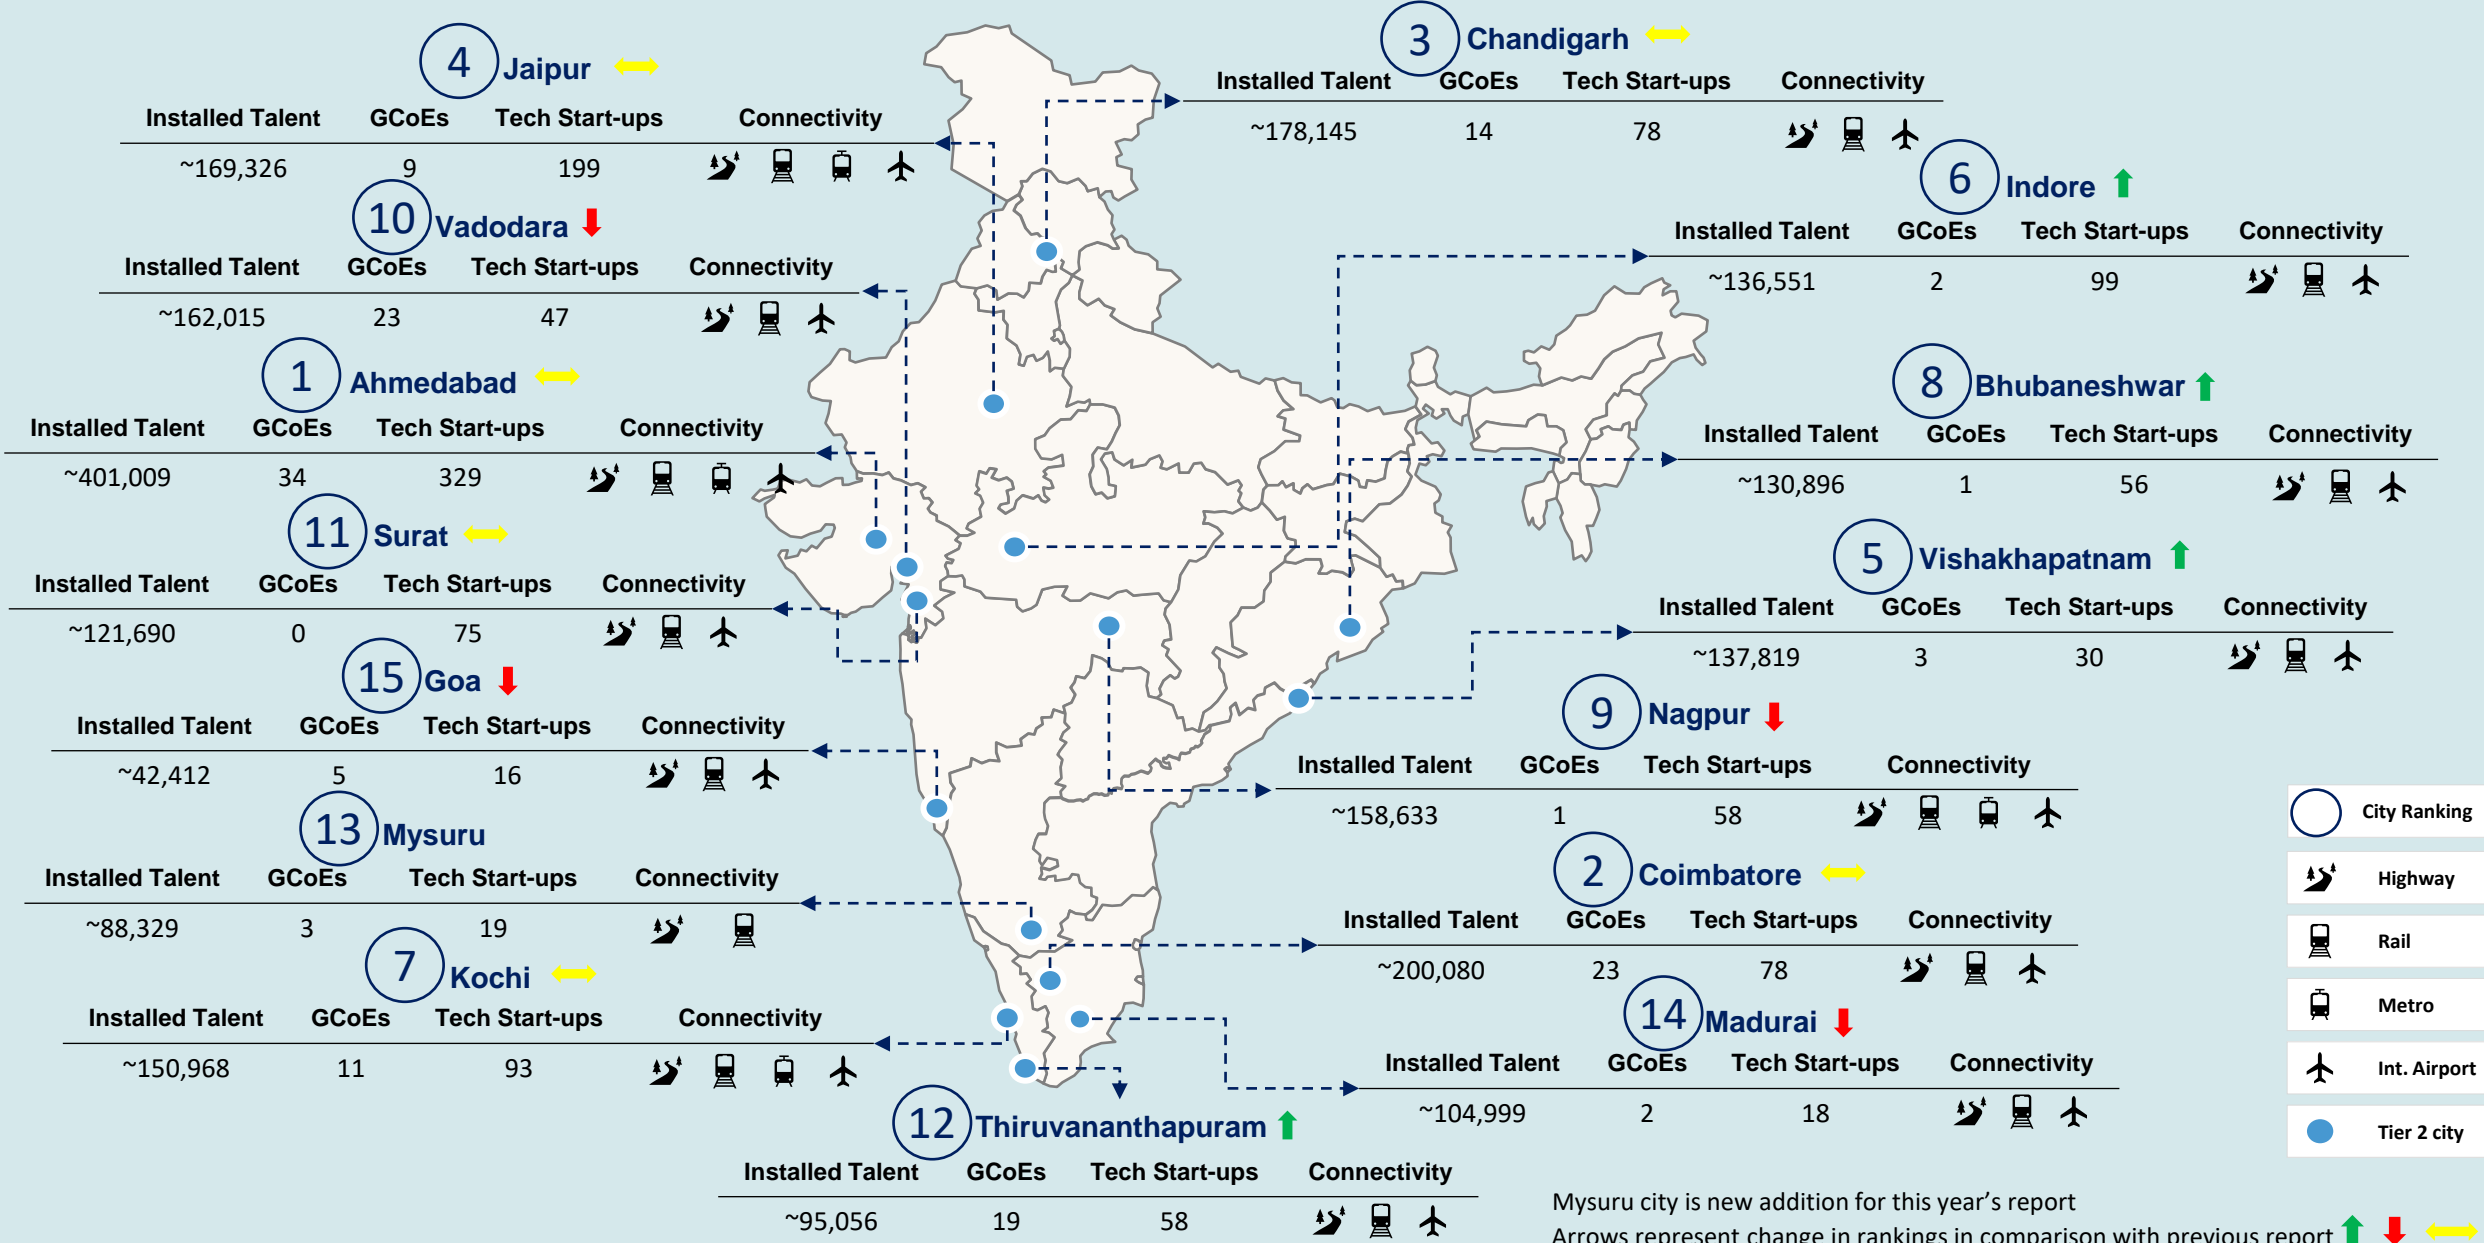 4 Jaipur
Installed Talent GCoEs Tech Start-ups Connectivity
~169,326 9 199
10 Vadodara
Installed Talent GCoEs Tech Start-ups Connectivity
~162,015 23 47
1 Ahmedabad
Installed Talent GCoEs Tech Start-ups Connectivity
~401,009 34 329
11 Surat
Installed Talent GCoEs Tech Start-ups Connectivity
~121,690 0 75
15 Goa
Installed Talent GCoEs Tech Start-ups Connectivity
~42,412 5 16
13 Mysuru
Installed Talent GCoEs Tech Start-ups Connectivity
~88,329 3 19
7 Kochi
Installed Talent GCoEs Tech Start-ups Connectivity
~150,968 11 93
12 Thiruvananthapuram
Installed Talent GCoEs Tech Start-ups Connectivity
~95,056 19 58
3 Chandigarh
Installed Talent GCoEs Tech Start-ups Connectivity
~178,145 14 78
6 Indore
Installed Talent GCoEs Tech Start-ups Connectivity
~136,551 2 99
8 Bhubaneshwar
Installed Talent GCoEs Tech Start-ups Connectivity
~130,896 1 56
5 Vishakhapatnam
Installed Talent GCoEs Tech Start-ups Connectivity
~137,819 3 30
9 Nagpur
Installed Talent GCoEs Tech Start-ups Connectivity
~158,633 1 58
2 Coimbatore
Installed Talent GCoEs Tech Start-ups Connectivity
~200,080 23 78
14 Madurai
Installed Talent GCoEs Tech Start-ups Connectivity
~104,999 2 18
City Ranking
Highway
Rail
Metro
Int. Airport
Tier 2 city
Mysuru city is new addition for this year's report
Arrows represent change in rankings in comparison with previous report